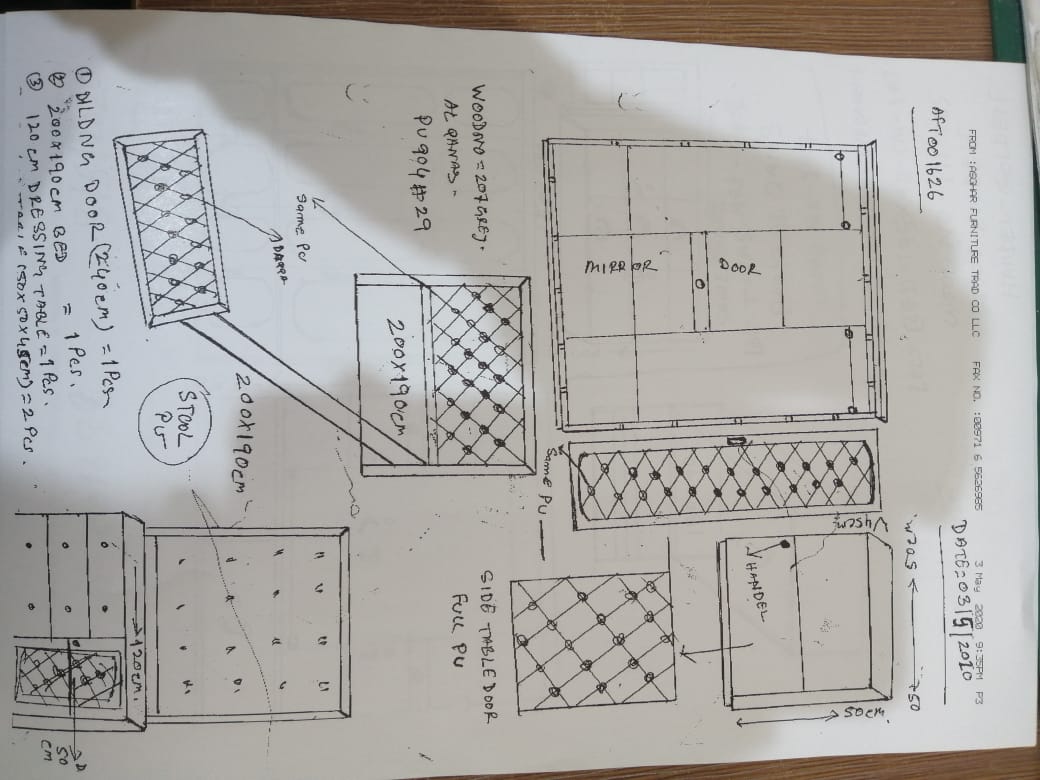 FROM :ASGHAR FURNITURE TRAD CO LLC FAX NO. :00971 6 5626985 3 May 2020 9:35PM P3
DATE=03/5/2020
AFT001626
50cm 50
45cm
50cm.
HANDEL
DOOR
MIRROR
Same PU
SIDE TABLE DOOR
FULL PU
WOODNO = 207 GREY.
AL QANAS.
PU 904 # 29
200X190cm
Same PU
DAQQA
200X190cm
STOOL
PU
120cm.
50
cm
① DILDNG DOOR (240cm) = 1 Pcs
② 200X190cm BED = 1 Pcs.
③ 120 cm DRESSING TABLE = 1 Pcs.
TABLE (50X50X45cm) = 2 Pcs.